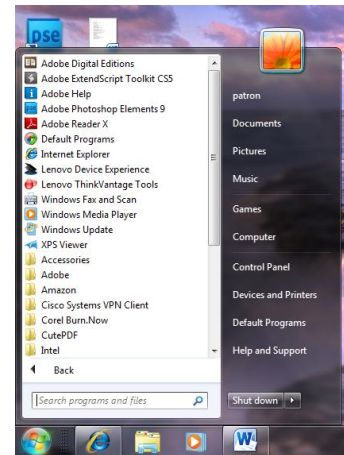 pse
Adobe Digital Editions
Adobe ExtendScript Toolkit CS5
Adobe Help
Adobe Photoshop Elements 9
Adobe Reader X
Default Programs
Internet Explorer
Lenovo Device Experience
Lenovo ThinkVantage Tools
Windows Fax and Scan
Windows Media Player
Windows Update
XPS Viewer
Accessories
Adobe
Amazon
Cisco Systems VPN Client
Corel Burn.Now
CutePDF
Intel
Back
Search programs and files
patron
Documents
Pictures
Music
Games
Computer
Control Panel
Devices and Printers
Default Programs
Help and Support
Shut down
W